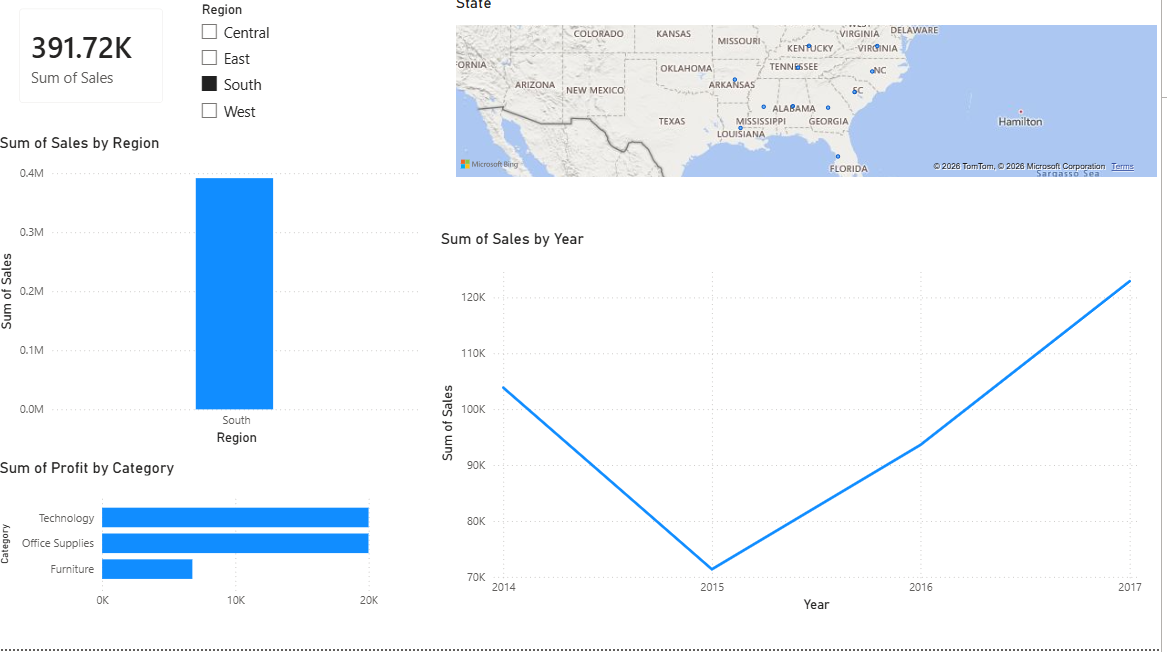 391.72K
Sum of Sales
Region
Central
East
South
West
Sum of Sales by Region
Sum of Sales
0.4M
0.3M
0.2M
0.1M
0.0M
South
Region
Sum of Profit by Category
Category
Technology
Office Supplies
Furniture
0K
10K
20K
State
COLORADO
KANSAS
MISSOURI
WEST
VIRGINIA
DELAWARE
KENTUCKY
VIRGINIA
ORNIA
OKLAHOMA
TENNESSEE
NC
ARIZONA
NEW MEXICO
ARKANSAS
SC
TEXAS
MISSISSIPPI
ALABAMA
GEORGIA
LOUISIANA
Hamilton
FLORIDA
Microsoft Bing
© 2026 TomTom, © 2026 Microsoft Corporation
Terms
Sargasso Sea
Sum of Sales by Year
Sum of Sales
120K
110K
100K
90K
80K
70K
2014
2015
2016
2017
Year